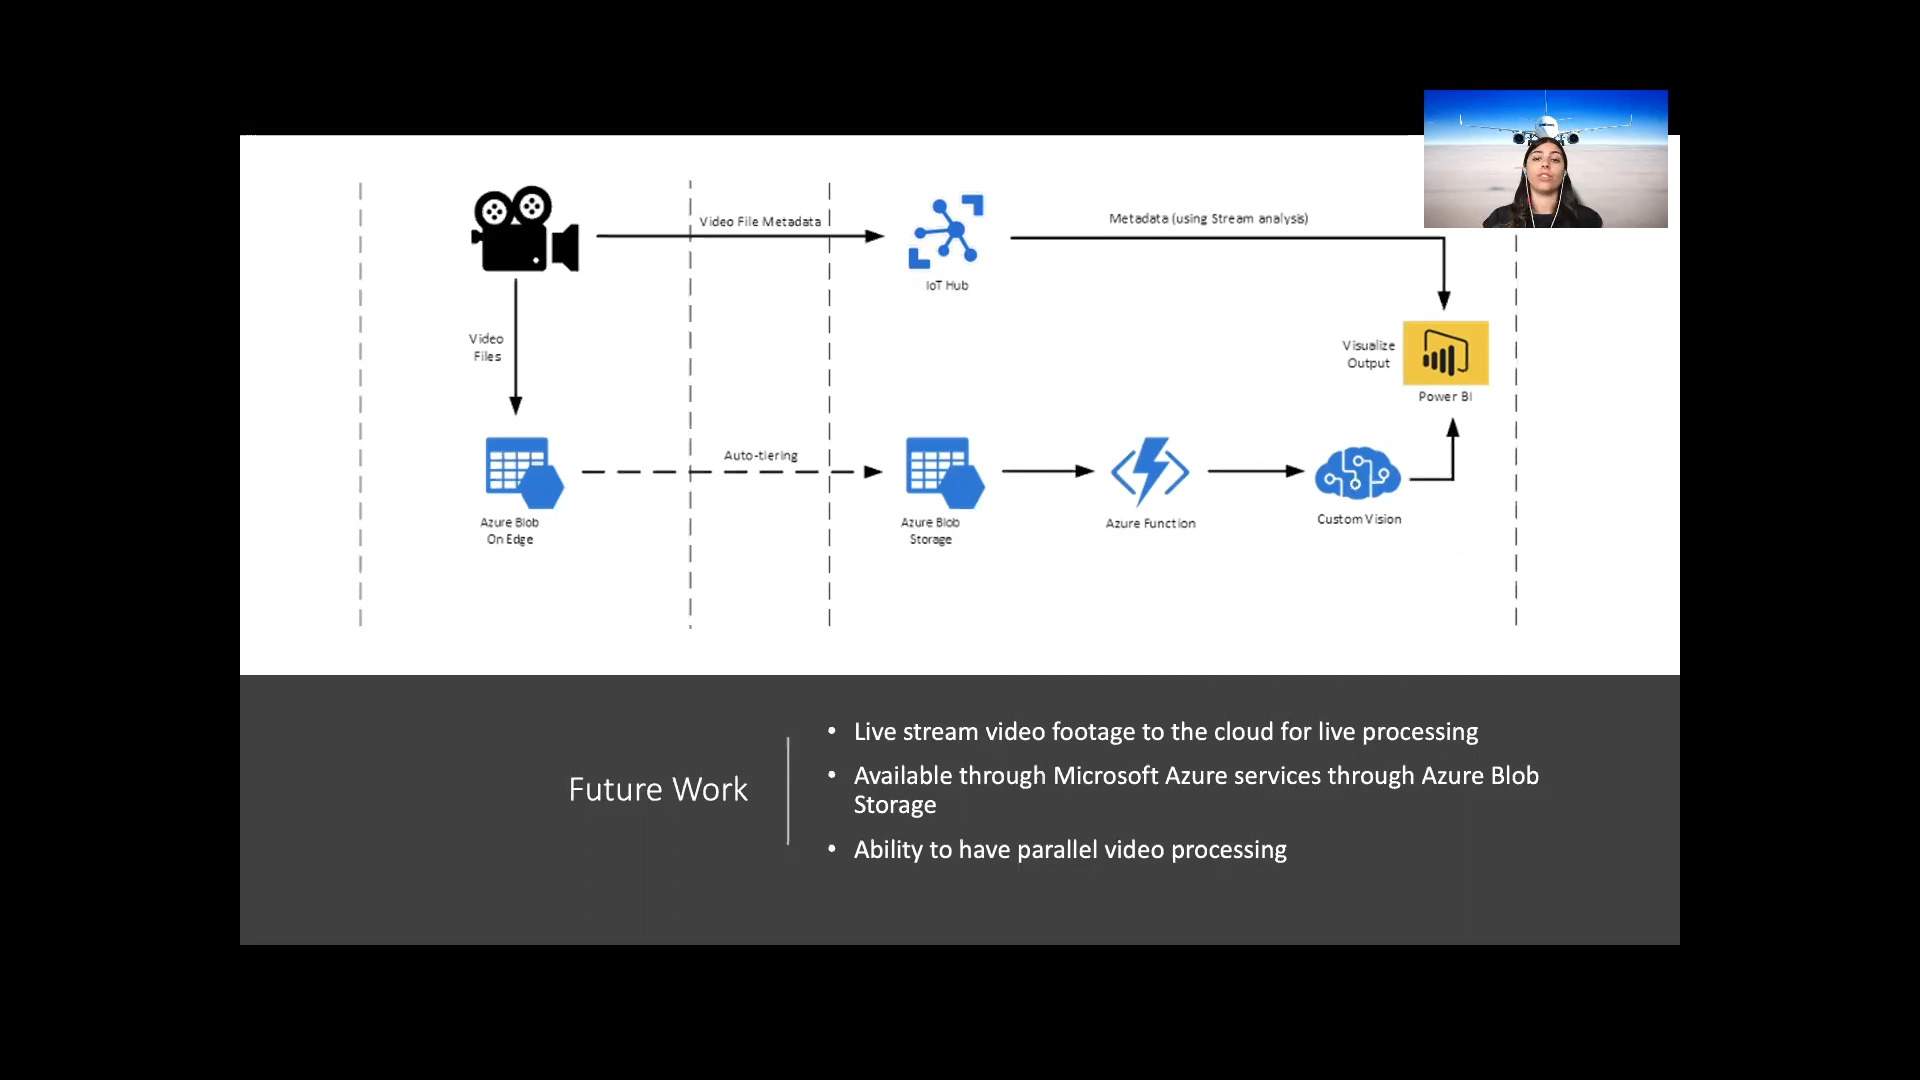 Video File Metadata
Metadata (using Stream analysis)
IoT Hub
Video
Files
Visualize
Output
Power BI
Auto-tiering
Azure Blob
On Edge
Azure Blob
Storage
Azure Function
Custom Vision
Future Work
• Live stream video footage to the cloud for live processing
• Available through Microsoft Azure services through Azure Blob
Storage
• Ability to have parallel video processing